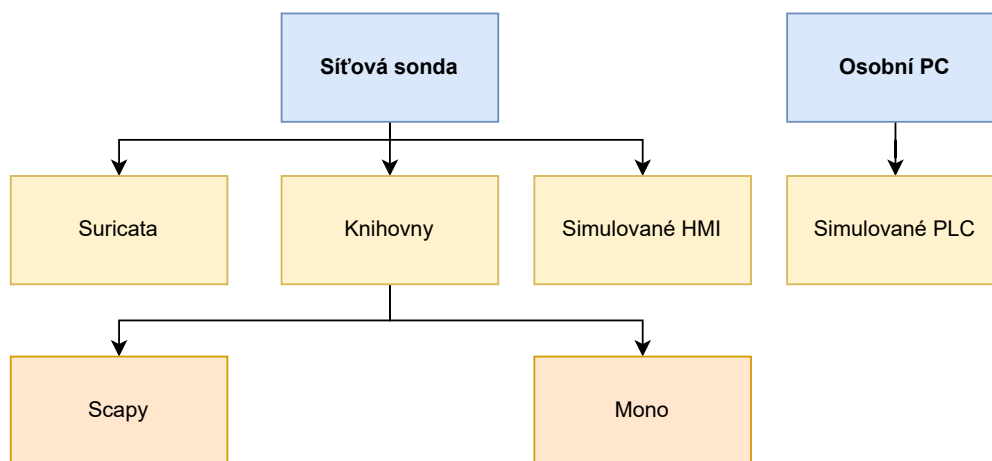 Síťová sonda
Osobní PC
Suricata
Knihovny
Simulované HMI
Simulované PLC
Scapy
Mono